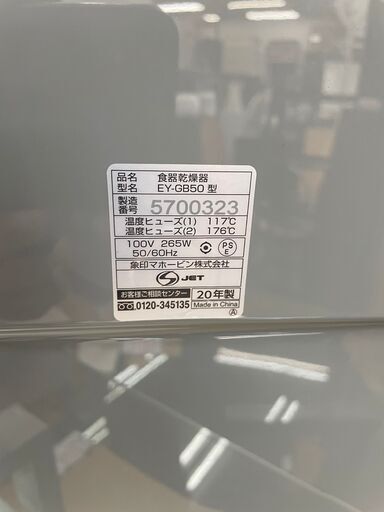 品名 食器乾燥器
型名 EY-GB50 型
製造番号 5700323
温度ヒューズ(1) 117℃
温度ヒューズ(2) 176℃
100V 265W
50/60Hz
PS
E
象印マホービン株式会社
JET
お客様ご相談センター
0120-345135
20年製
Made in China
Ⓐ